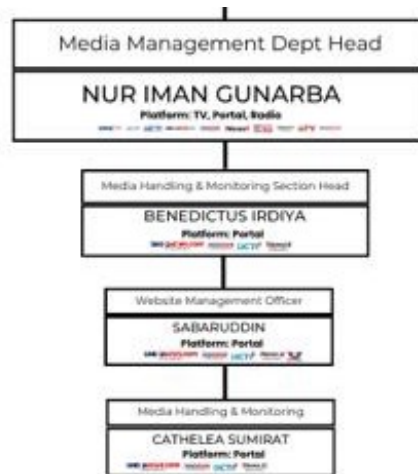 Media Management Dept Head
NUR IMAN GUNARBA
Platform: TV, Portal, Radio
Media Handling & Monitoring Section Head
BENEDICTUS IRDIYA
Platform: Portal
Website Management Officer
SABARUDDIN
Platform: Portal
Media Handling & Monitoring
CATHELEA SUMIRAT
Platform: Portal